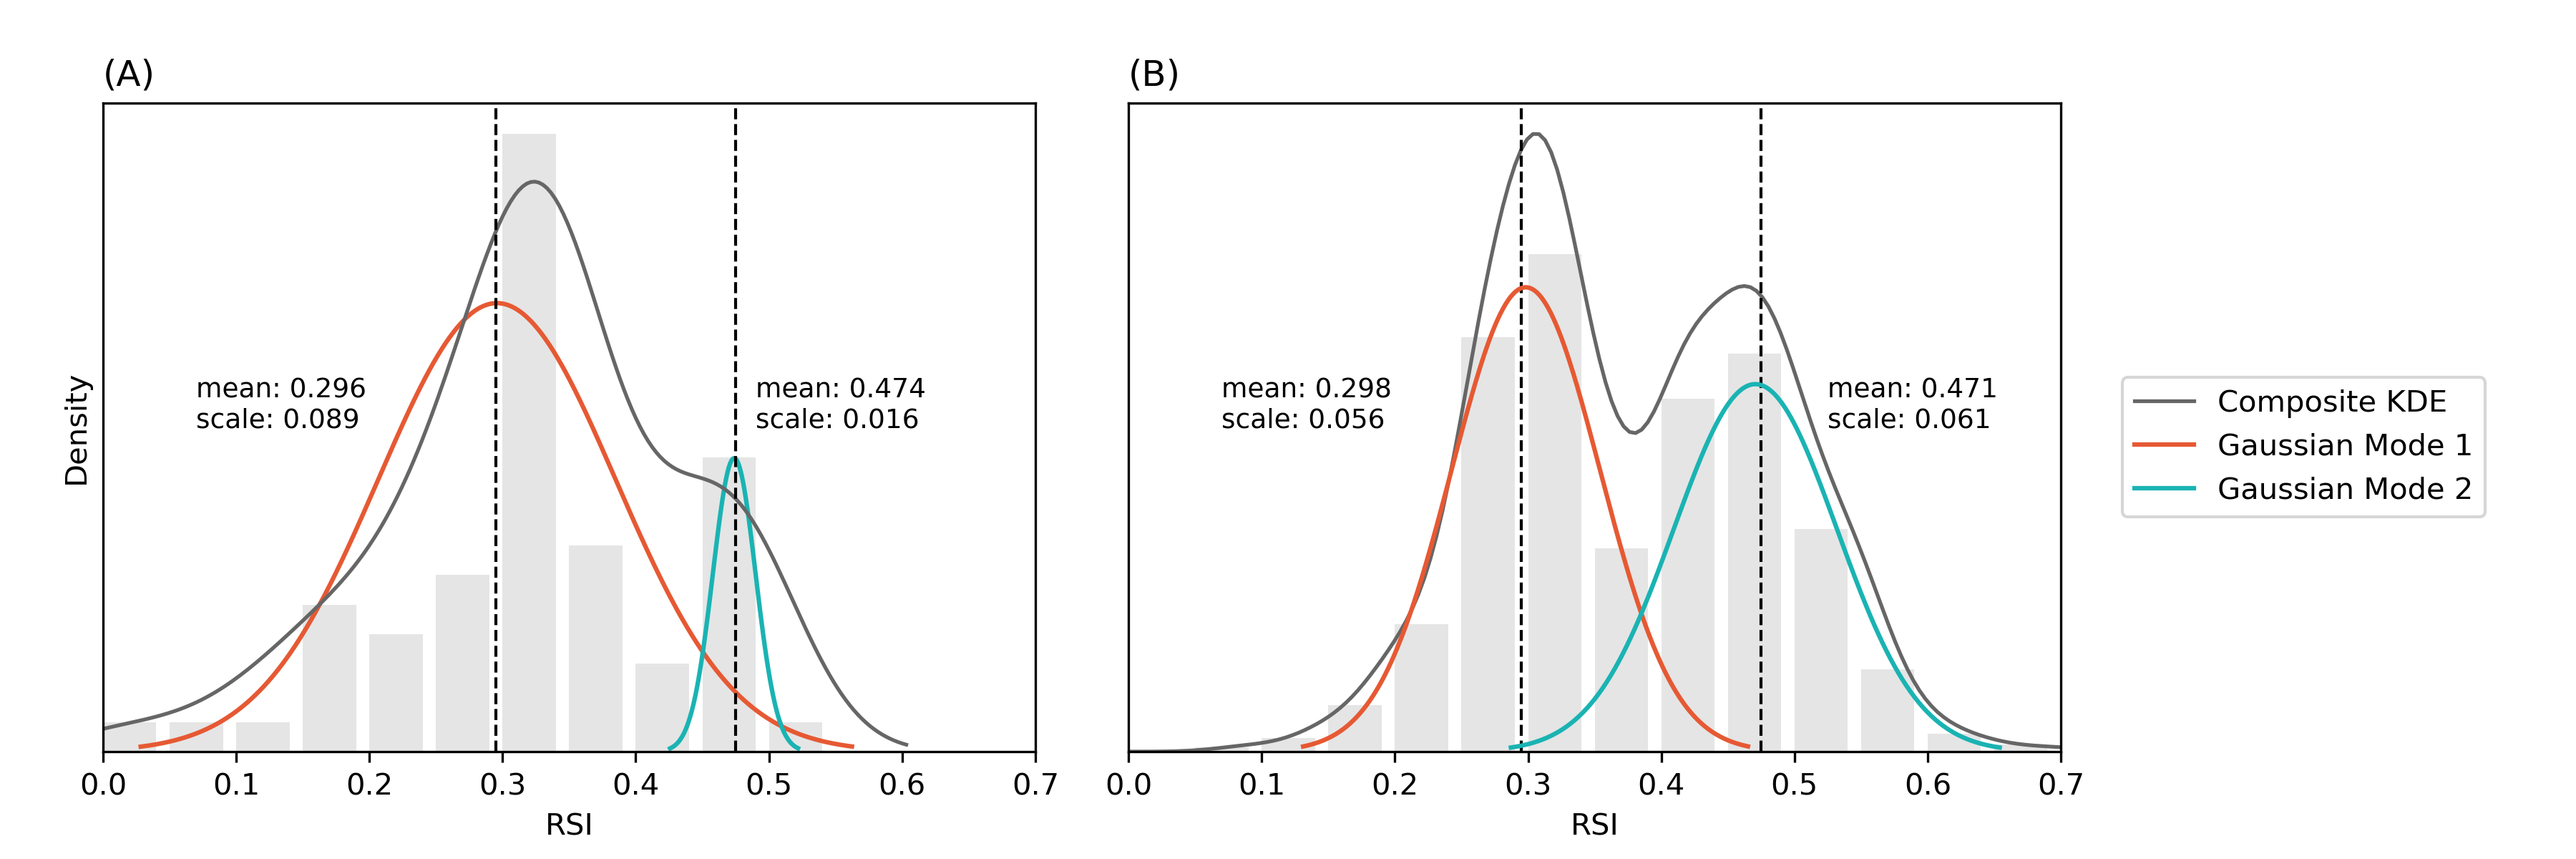 (A)
Density
mean: 0.296
scale: 0.089
mean: 0.474
scale: 0.016
0.0 0.1 0.2 0.3 0.4 0.5 0.6 0.7
RSI
(B)
mean: 0.298
scale: 0.056
mean: 0.471
scale: 0.061
0.0 0.1 0.2 0.3 0.4 0.5 0.6 0.7
RSI
Composite KDE
Gaussian Mode 1
Gaussian Mode 2